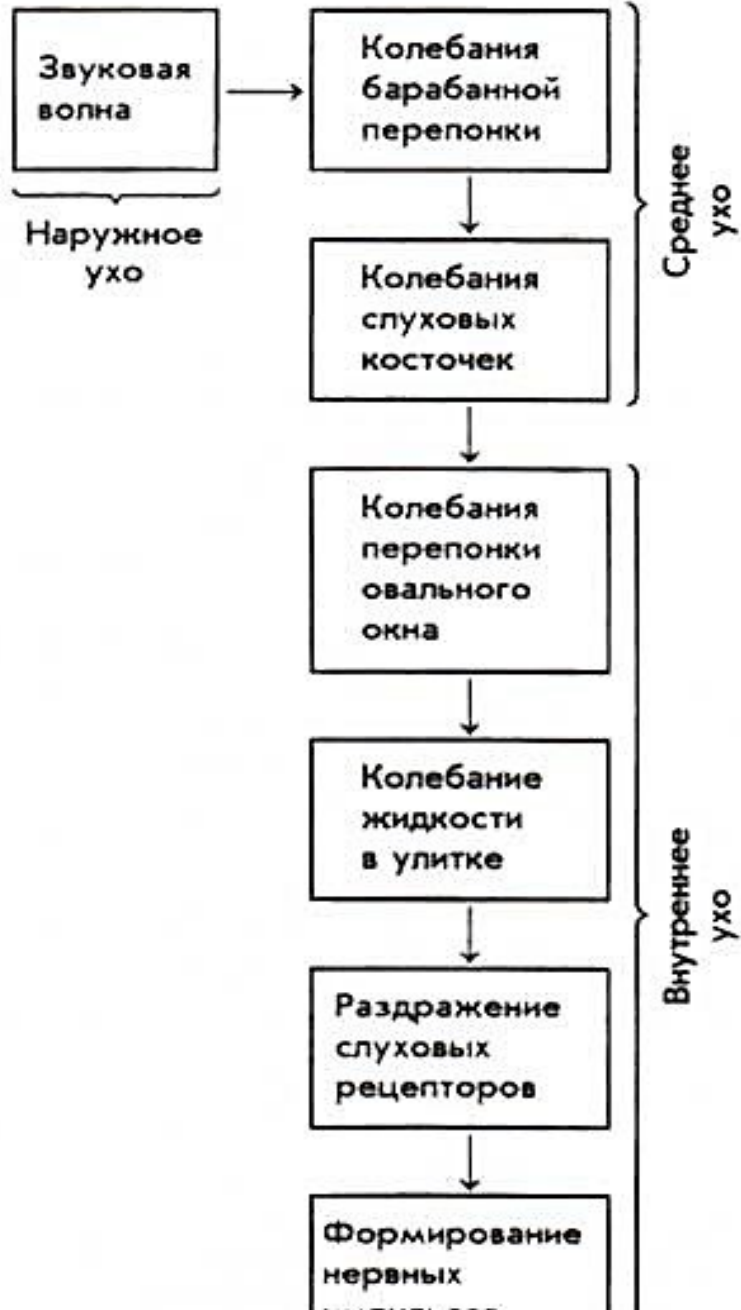 Звуковая
волна
Наружное
ухо
Колебания
барабанной
перепонки
Колебания
слуховых
косточек
Среднее
ухо
Колебания
перепонки
овального
окна
Колебание
жидкости
в улитке
Раздражение
слуховых
рецепторов
Формирование
нервных
Внутреннее
ухо